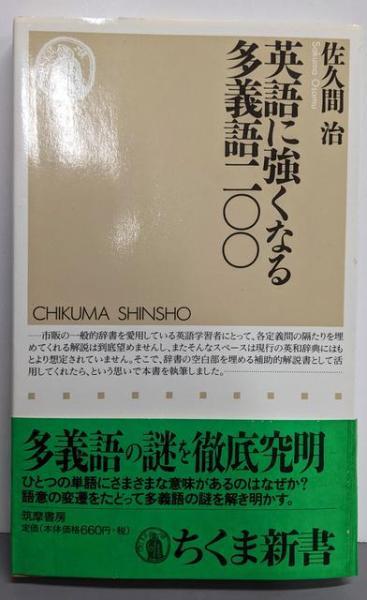 佐久間 治
Sakuma Osamu
英語に強くなる
多義語二〇〇
CHIKUMA SHINSHO
──市販の一般的辞書を愛用している英語学習者にとって、各定義間の隔たりを埋
めてくれる解説は到底望めませんし、またそんなスペースは現行の英和辞典にはも
とより想定されていません。そこで、辞書の空白部を埋める補助的解説書として活
用してくれたら、という思いで本書を執筆しました。
多義語の謎を徹底究明
ひとつの単語にさまざまな意味があるのはなぜか?
語意の変遷をたどって多義語の謎を解き明かす。
筑摩書房
定価(本体価格660円+税)
ちくま新書